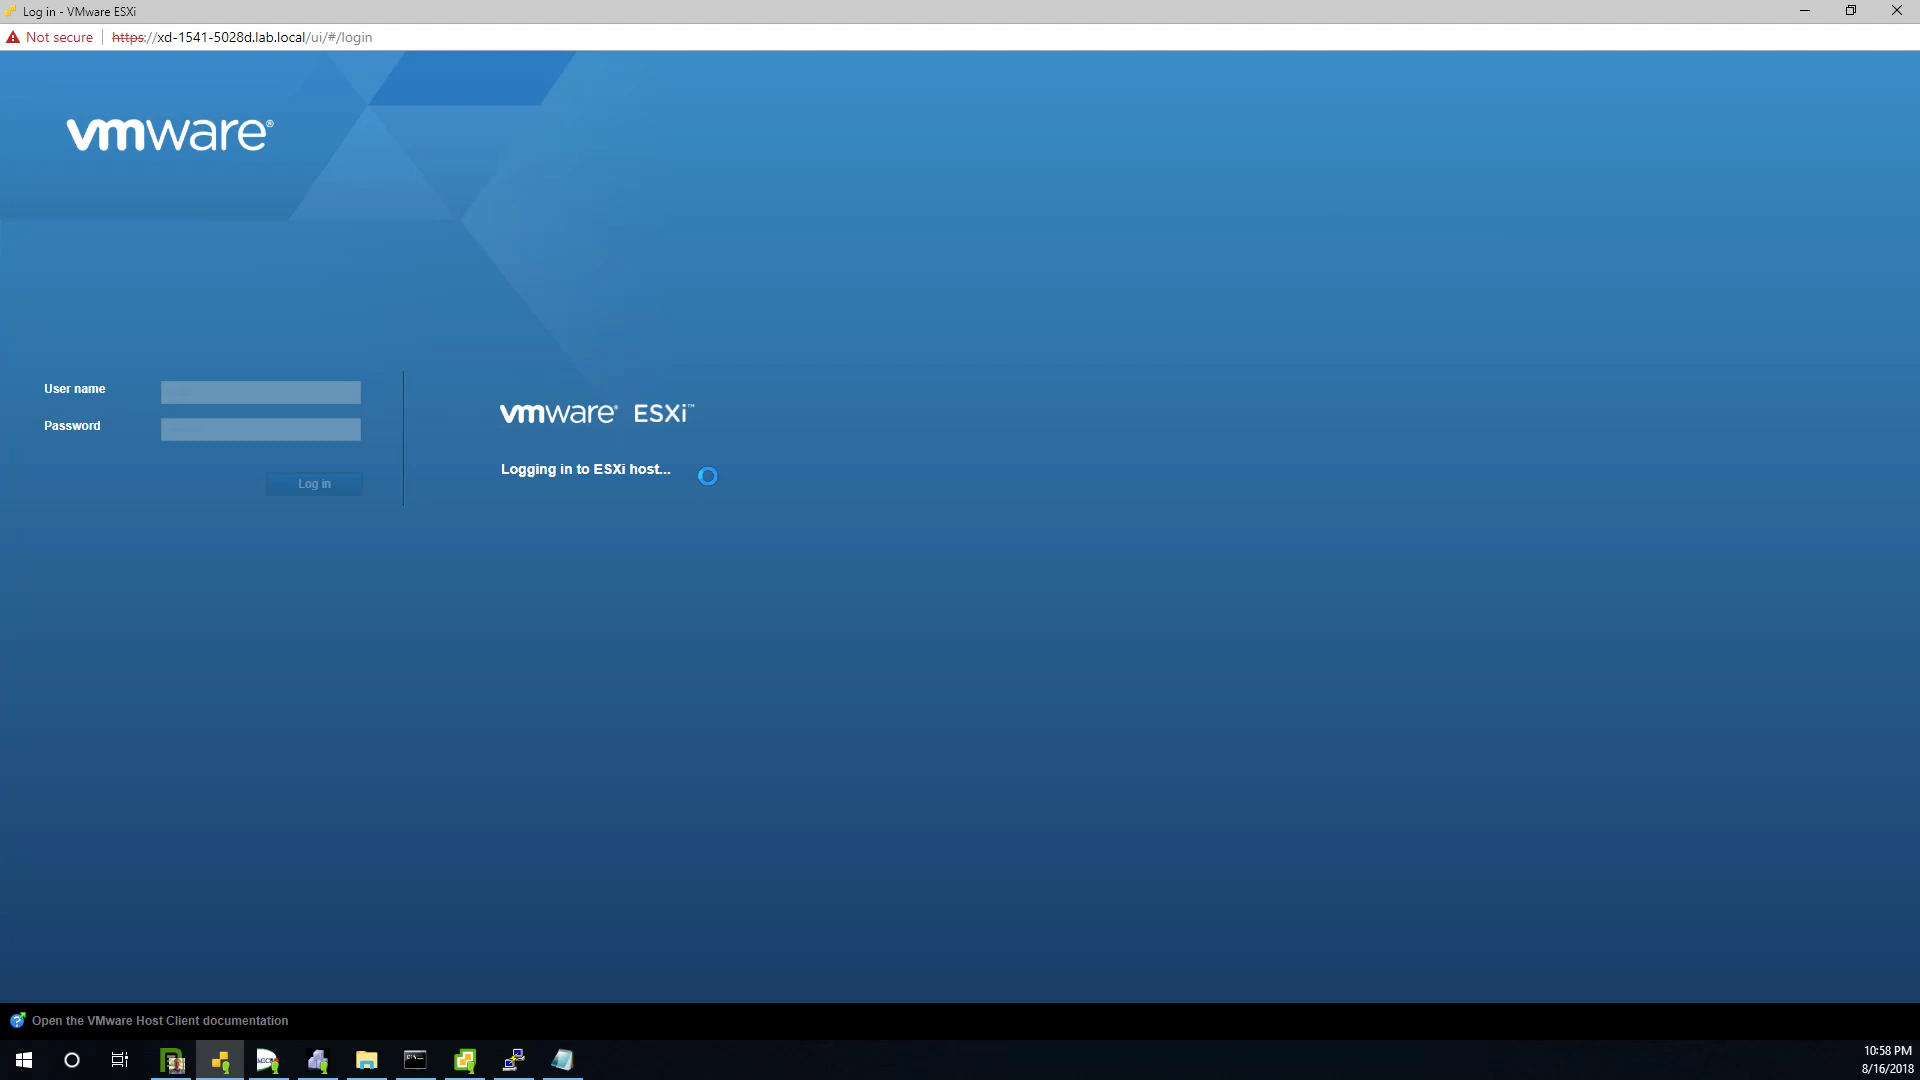 Log in - VMware ESXi
Not secure https://xd-1541-5028d.lab.local/ui/#/login
vmware®
User name
Password
Log in
vmware® ESXi™
Logging in to ESXi host...
Open the VMware Host Client documentation
10:58 PM
8/16/2018